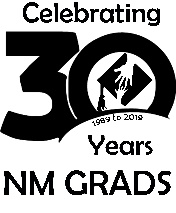 Celebrating
30
1989 to 2019
Years
NM GRADS